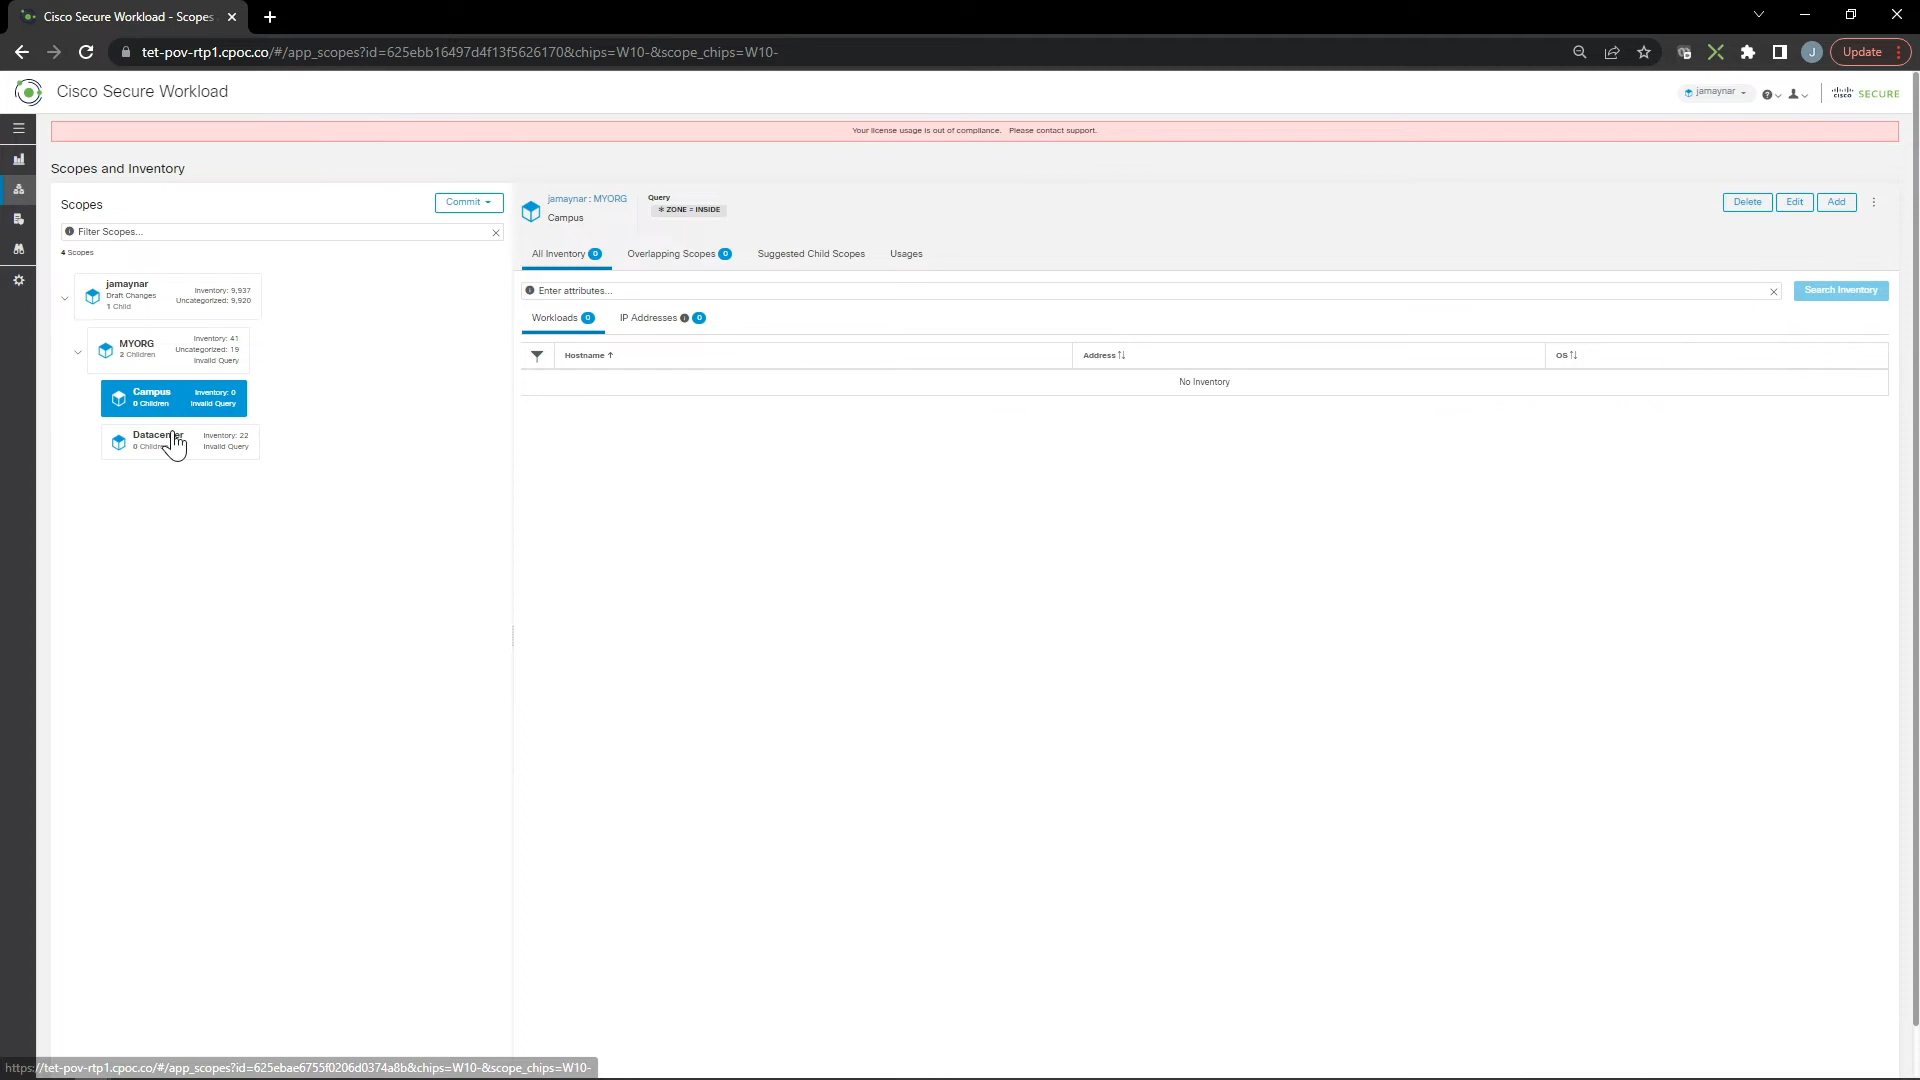 Cisco Secure Workload - Scopes
tet-pov-rtp1.cpoc.co/#/app_scopes?id=625ebb16497d4f13f5626170&chips=W10-&scope_chips=W10-
J
Update
Cisco Secure Workload
jamaynar
cisco SECURE
Your license usage is out of compliance. Please contact support.
Scopes and Inventory
Scopes
Commit
Filter Scopes...
4 Scopes
jamaynar
Draft Changes
1 Child
Inventory: 9,937
Uncategorized: 9,920
MYORG
2 Children
Inventory: 41
Uncategorized: 19
Invalid Query
Campus
0 Children
Inventory: 0
Invalid Query
Inventory: 22
Invalid Query
jamaynar : MYORG
Campus
Query
* ZONE = INSIDE
Delete
Edit
Add
All Inventory 0
Overlapping Scopes 0
Suggested Child Scopes
Usages
Enter attributes...
Search Inventory
Workloads 0
IP Addresses 0
Hostname
Address
OS
No Inventory
https://tet-pov-rtp1.cpoc.co/#/app_scopes?id=625ebae6755f0206d0374a8b&chips=W10-&scope_chips=W10-